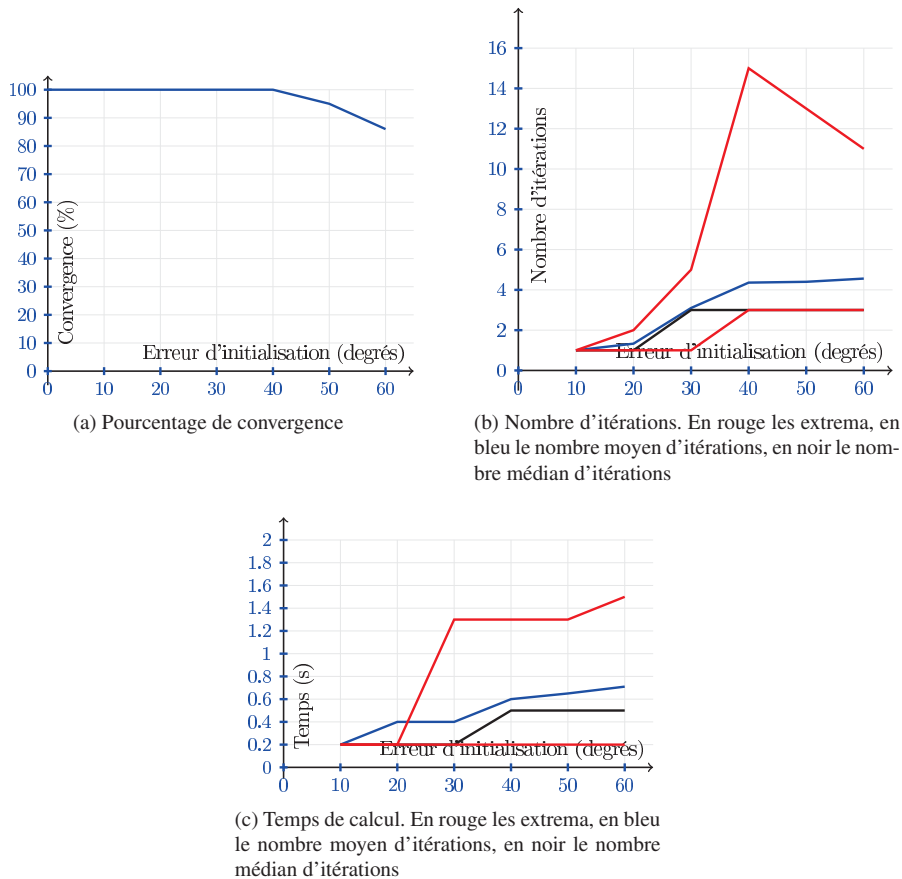 100
90
80
70
60
50
40
30
20
10
0
Convergence (%)
Erreur d'initialisation (degrés)
0 10 20 30 40 50 60
(a) Pourcentage de convergence
16
14
12
10
8
6
4
2
0
Nombre d'itérations
Erreur d'initialisation (degrés)
0 10 20 30 40 50 60
(b) Nombre d'itérations. En rouge les extrema, en
bleu le nombre moyen d'itérations, en noir le nom-
bre médian d'itérations
2
1.8
1.6
1.4
1.2
1
0.8
0.6
0.4
0.2
0
Temps (s)
Erreur d'initialisation (degrés)
0 10 20 30 40 50 60
(c) Temps de calcul. En rouge les extrema, en bleu
le nombre moyen d'itérations, en noir le nombre
médian d'itérations